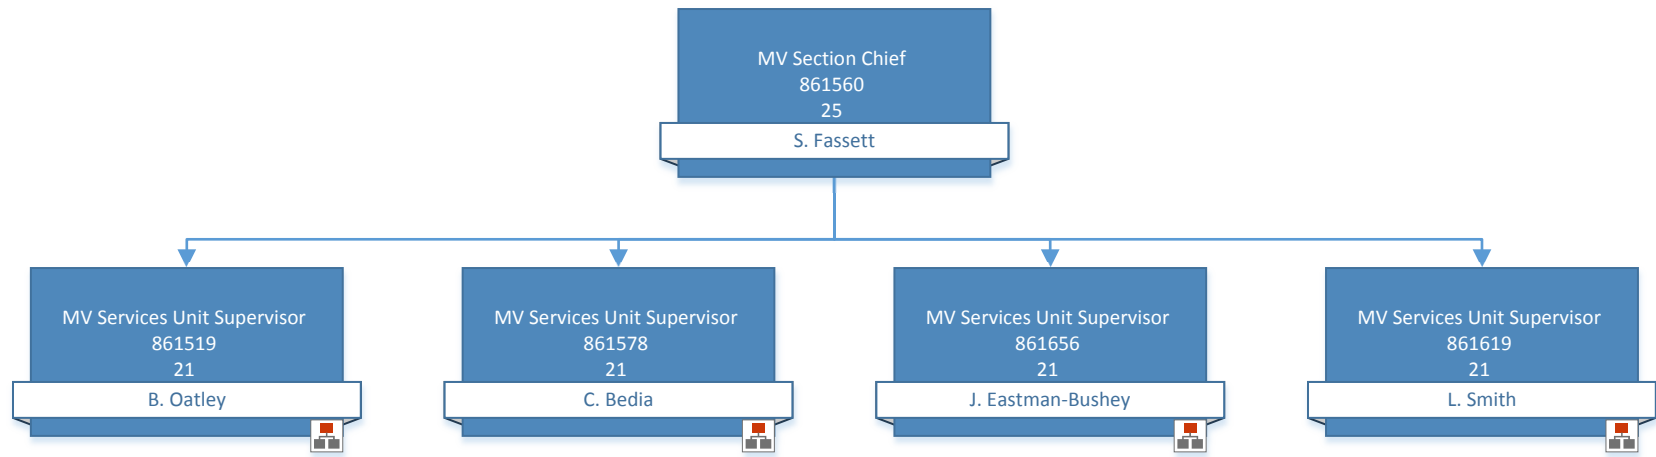 MV Section Chief
861560
25
S. Fassett
MV Services Unit Supervisor
861519
21
B. Oatley
MV Services Unit Supervisor
861578
21
C. Bedia
MV Services Unit Supervisor
861656
21
J. Eastman-Bushey
MV Services Unit Supervisor
861619
21
L. Smith